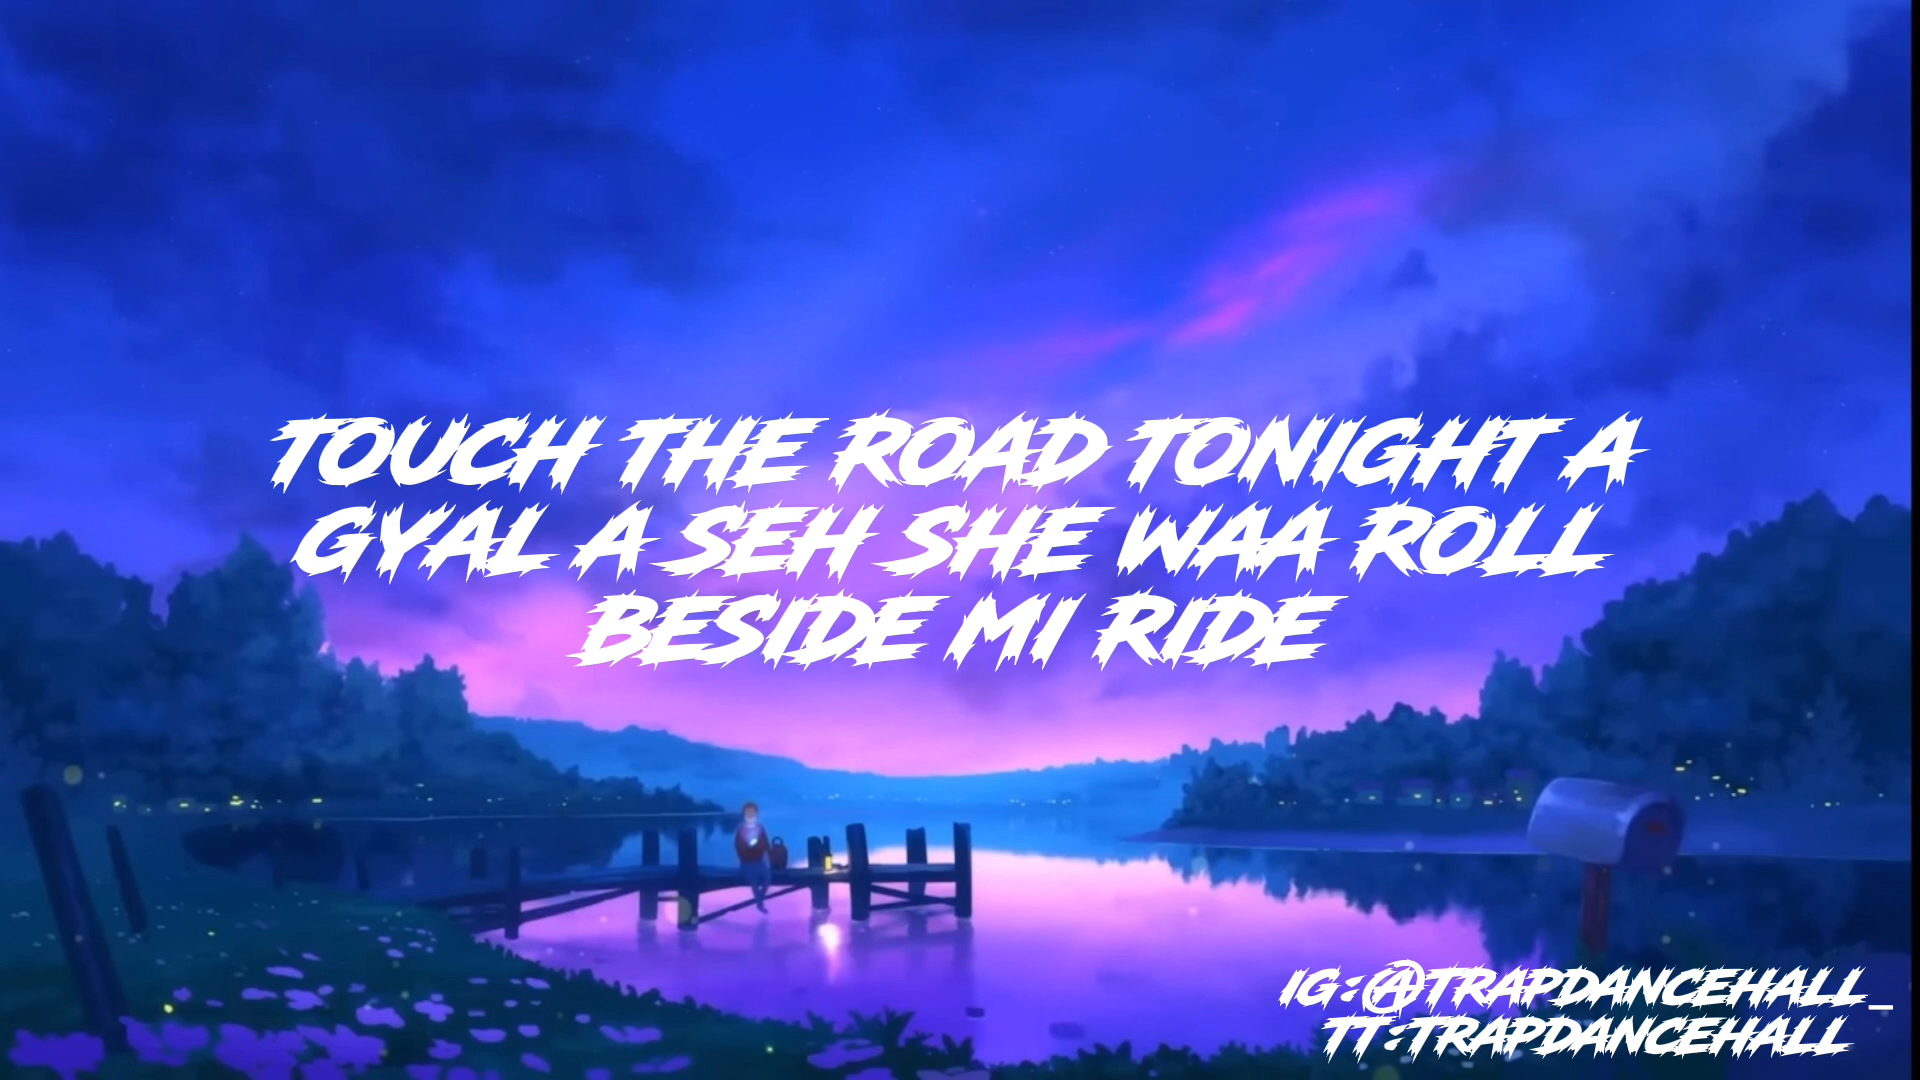 TOUCH THE ROAD TONIGHT A
GYAL A SEH SHE WAA ROLL
BESIDE MI RIDE
IG:@TRAPDANCEHALL_
TT:TRAPDANCEHALL